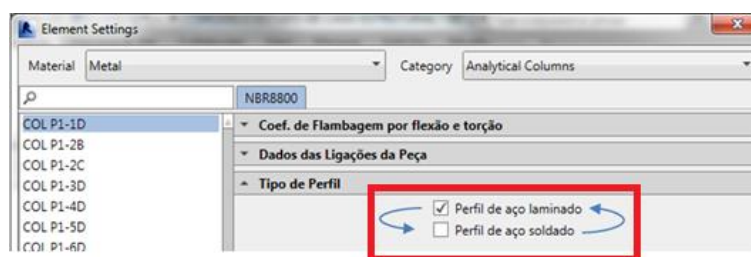 Element Settings
Material Metal Category Analytical Columns
NBR8800
COL P1-1D
COL P1-2B
COL P1-2C
COL P1-3D
COL P1-4D
COL P1-5D
COL P1-6D
Coef. de Flambagem por flexão e torção
Dados das Ligações da Peça
Tipo de Perfil
Perfil de aço laminado
Perfil de aço soldado